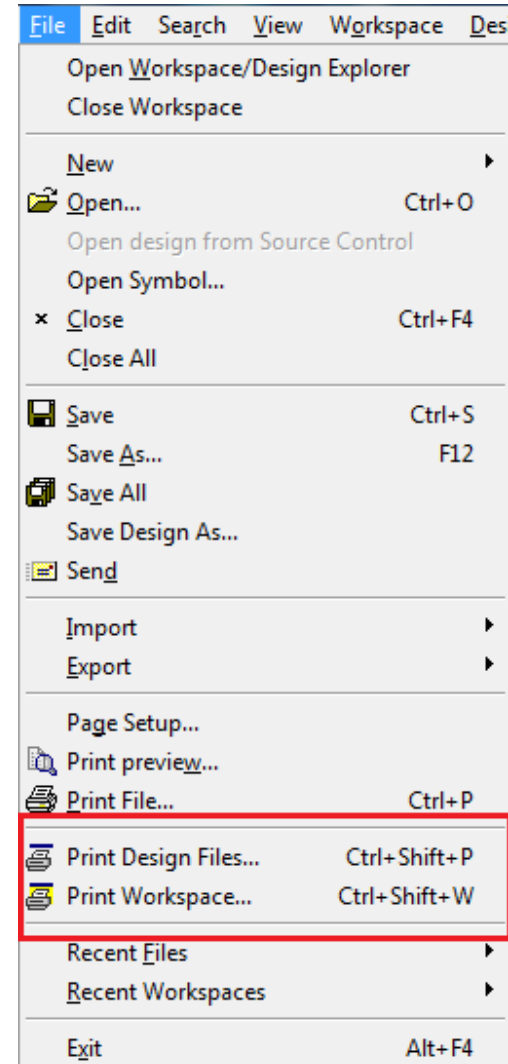 File Edit Search View Workspace Des
Open Workspace/Design Explorer
Close Workspace
New
Open... Ctrl+O
Open design from Source Control
Open Symbol...
Close Ctrl+F4
Close All
Save Ctrl+S
Save As... F12
Save All
Save Design As...
Send
Import
Export
Page Setup...
Print preview...
Print File... Ctrl+P
Print Design Files... Ctrl+Shift+P
Print Workspace... Ctrl+Shift+W
Recent Files
Recent Workspaces
Exit Alt+F4